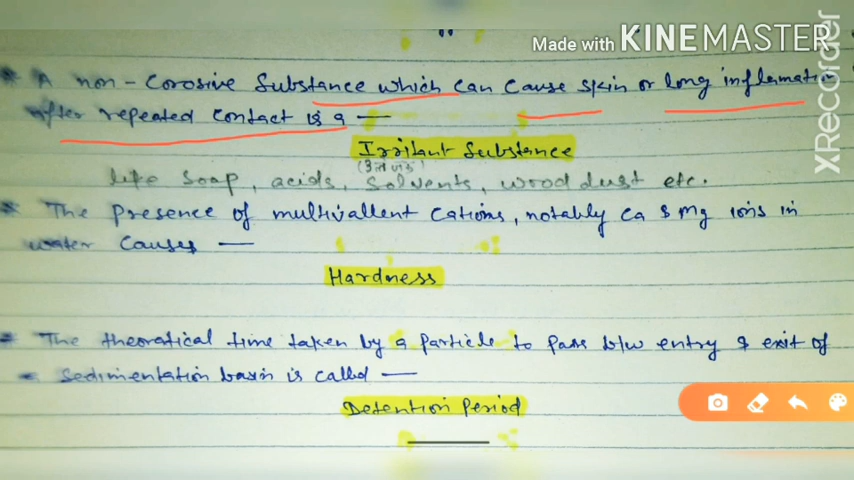 "
Made with KINEMASTER
XRecorder
* A non-Corosive Substance which can cause skin or long inflamation
after repeated contact is a —
Irritant Substance
(उत्तेजक)
like soap, acids, solvents, wood dust etc.
* The presence of multivallent cations, notably Ca & Mg ions in
water causes —
Hardness
* The theoratical time taken by a particle to pass b/w entry & exit of
sedimentation basin is called —
Detention Period